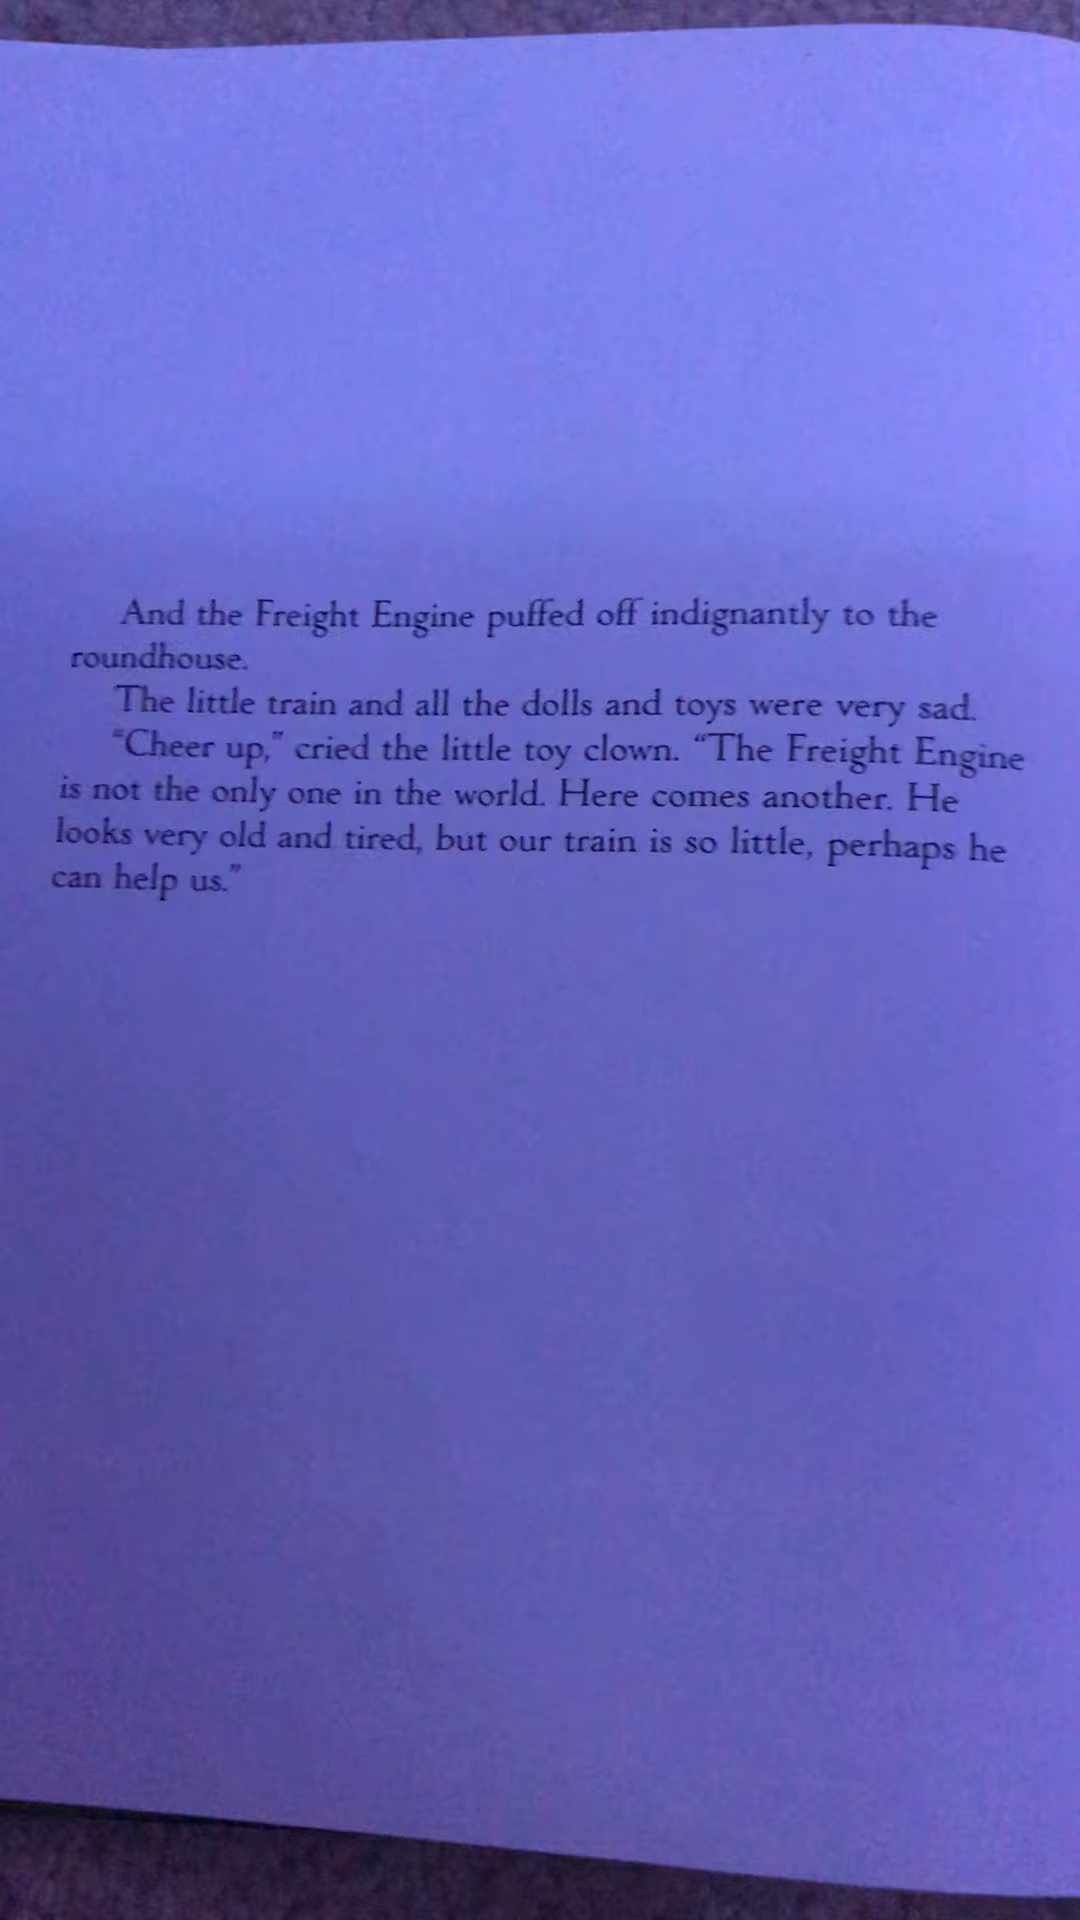 And the Freight Engine puffed off indignantly to the
roundhouse.
The little train and all the dolls and toys were very sad.
“Cheer up,” cried the little toy clown. “The Freight Engine
is not the only one in the world. Here comes another. He
looks very old and tired, but our train is so little, perhaps he
can help us.”